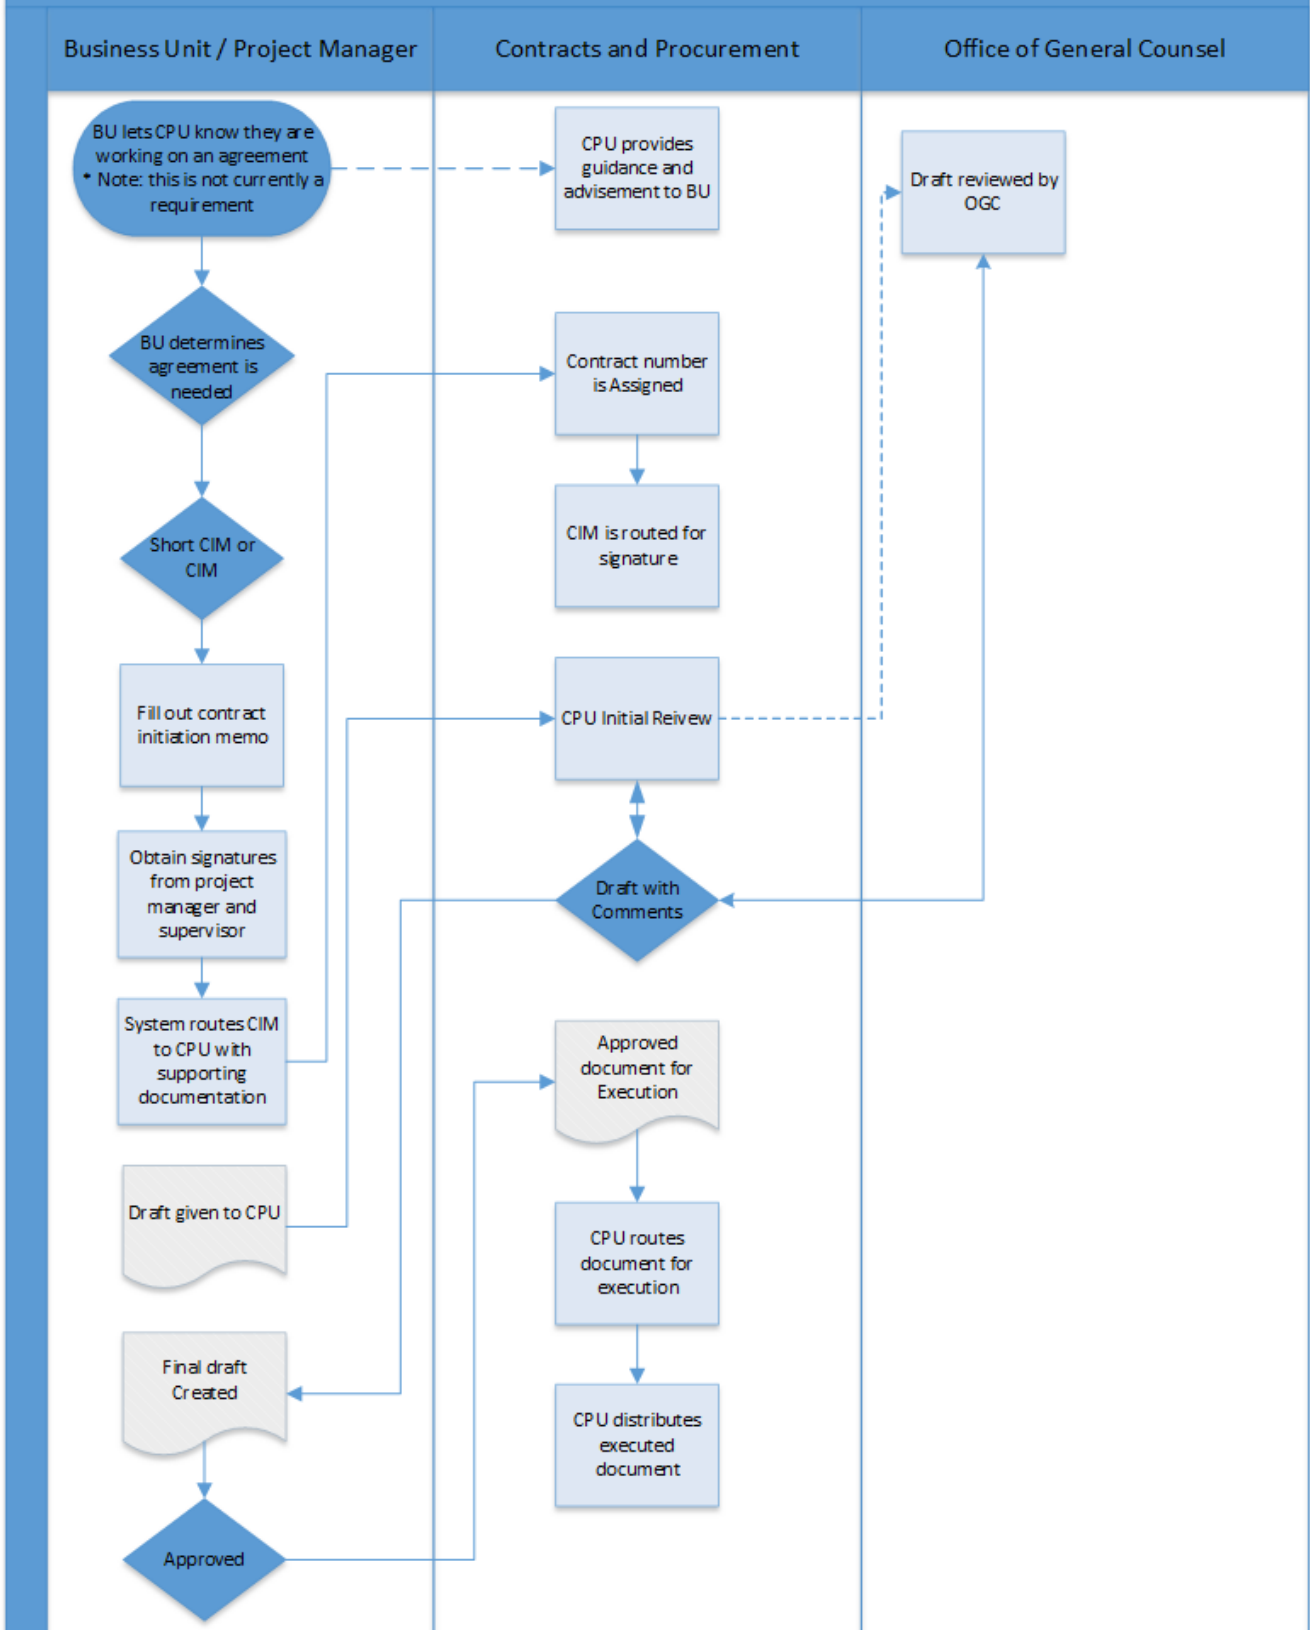 Business Unit / Project Manager
Contracts and Procurement
Office of General Counsel
BU lets CPU know they are
working on an agreement
* Note: this is not currently a
requirement
BU determines
agreement is
needed
Short CIM or
CIM
Fill out contract
initiation memo
Obtain signatures
from project
manager and
supervisor
System routes CIM
to CPU with
supporting
documentation
Draft given to CPU
Final draft
Created
Approved
CPU provides
guidance and
advisement to BU
Contract number
is Assigned
CIM is routed for
signature
CPU Initial Reivew
Draft with
Comments
Approved
document for
Execution
CPU routes
document for
execution
CPU distributes
executed
document
Draft reviewed by
OGC